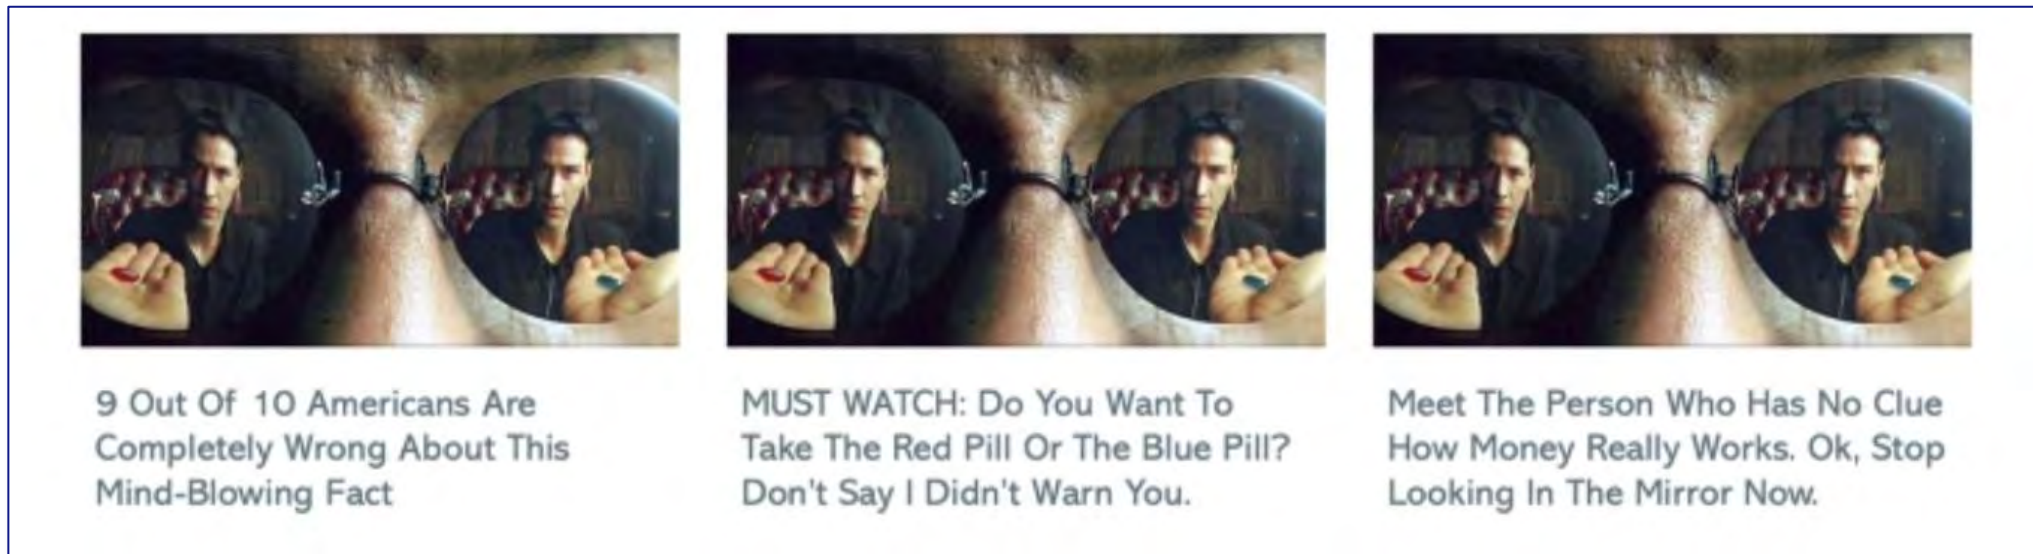 9 Out Of 10 Americans Are
Completely Wrong About This
Mind-Blowing Fact
MUST WATCH: Do You Want To
Take The Red Pill Or The Blue Pill?
Don't Say I Didn't Warn You.
Meet The Person Who Has No Clue
How Money Really Works. Ok, Stop
Looking In The Mirror Now.